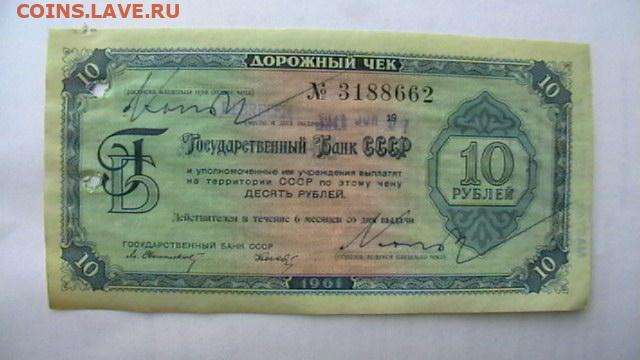 COINS.LAVE.RU
ДОРОЖНЫЙ ЧЕК
10
10
№ 3188662
19
ГБ
Государственный Банк СССР
и уполномоченные им учреждения выплатят
на территории СССР по этому чеку
ДЕСЯТЬ РУБЛЕЙ.
10
РУБЛЕЙ
Действителен в течение 6 месяцев со дня выдачи
ГОСУДАРСТВЕННЫЙ БАНК СССР
10
10
1961